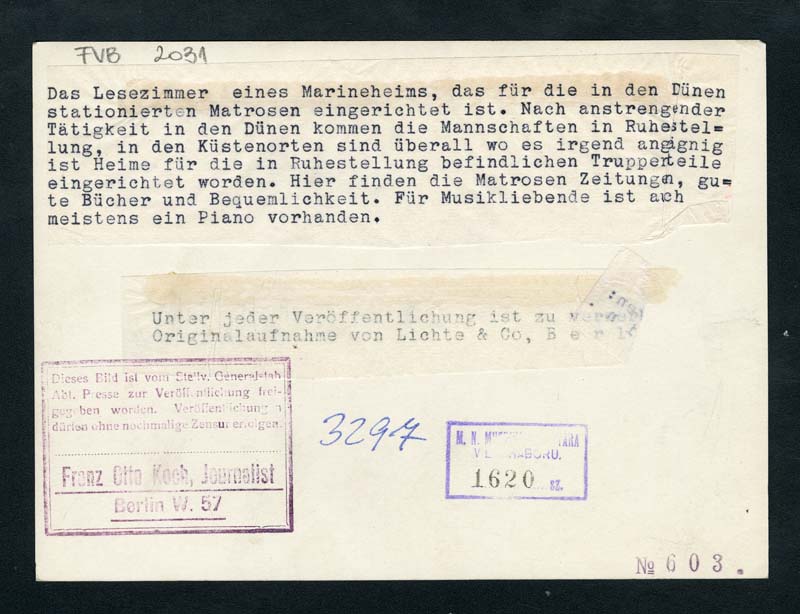 FVB 2031
Das Lesezimmer eines Marineheims, das für die in den Dünen
stationierten Matrosen eingerichtet ist. Nach anstrengender
Tätigkeit in den Dünen kommen die Mannschaften in Ruhestel=
lung, in den Küstenorten sind überall wo es irgend angängig
ist Heime für die in Ruhestellung befindlichen Truppenteile
eingerichtet worden. Hier finden die Matrosen Zeitungen, gu=
te Bücher und Bequemlichkeit. Für Musikliebende ist auch
meistens ein Piano vorhanden.
Unter jeder Veröffentlichung ist zu
Originalaufnahme von Lichte & Co, Berl
Dieses Bild ist vom Stellv. Generalstab
Abt. Presse zur Veröffentlichung frei-
gegeben worden. Veröffentlichungen
dürfen ohne nochmalige Zensur erfolgen.
Franz Otto Koch, Journalist
Berlin W. 57
3297
M. N.
1620 sz.
№ 603.